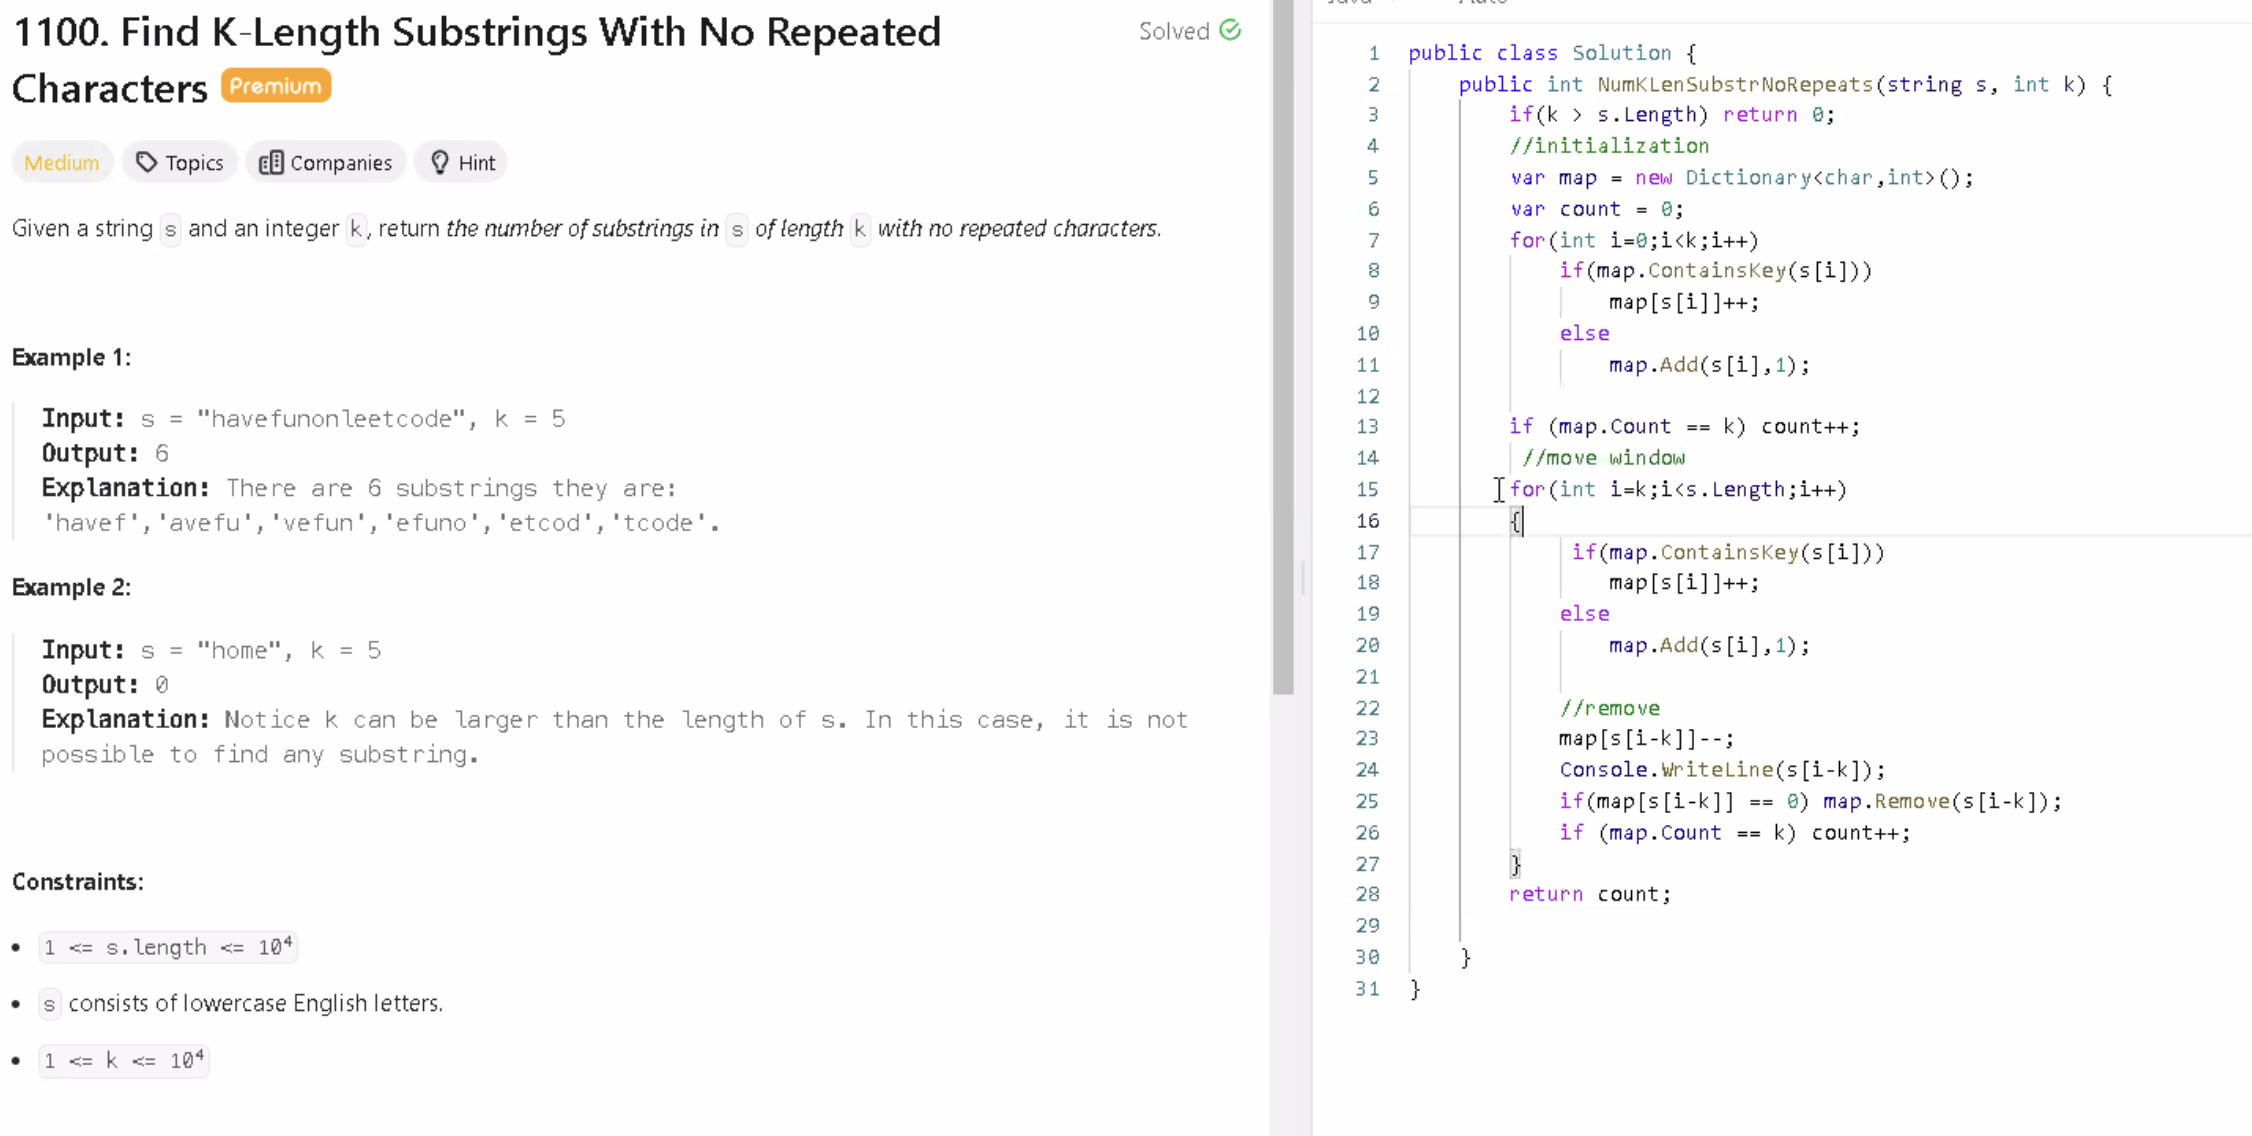 1100. Find K-Length Substrings With No Repeated
Characters Premium
Solved
Medium Topics Companies Hint
Given a string s and an integer k, return the number of substrings in s of length k with no repeated characters.
Example 1:
Input: s = "havefunonleetcode", k = 5
Output: 6
Explanation: There are 6 substrings they are:
'havef','avefu','vefun','efuno','etcod','tcode'.
Example 2:
Input: s = "home", k = 5
Output: 0
Explanation: Notice k can be larger than the length of s. In this case, it is not
possible to find any substring.
Constraints:
• 1 <= s.length <= 10⁴
• s consists of lowercase English letters.
• 1 <= k <= 10⁴
1 public class Solution {
2 public int NumKLenSubstrNoRepeats(string s, int k) {
3 if(k > s.Length) return 0;
4 //initialization
5 var map = new Dictionary<char,int>();
6 var count = 0;
7 for(int i=0;i<k;i++)
8 if(map.ContainsKey(s[i]))
9 map[s[i]]++;
10 else
11 map.Add(s[i],1);
12
13 if (map.Count == k) count++;
14 //move window
15 for(int i=k;i<s.Length;i++)
16 {
17 if(map.ContainsKey(s[i]))
18 map[s[i]]++;
19 else
20 map.Add(s[i],1);
21
22 //remove
23 map[s[i-k]]--;
24 Console.WriteLine(s[i-k]);
25 if(map[s[i-k]] == 0) map.Remove(s[i-k]);
26 if (map.Count == k) count++;
27 }
28 return count;
29
30 }
31 }